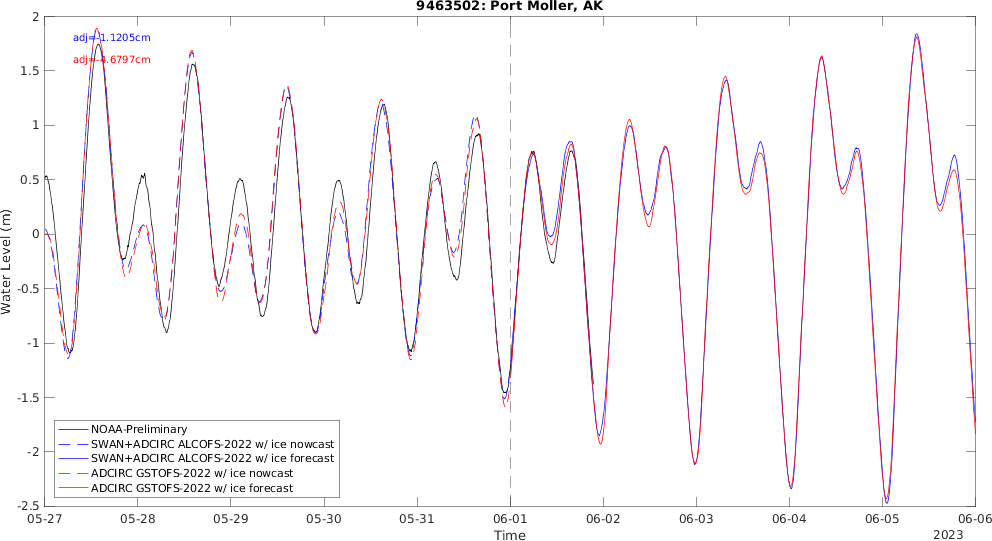 9463502: Port Moller, AK
adj=-1.1205cm
adj=-4.6797cm
Water Level (m)
2
1.5
1
0.5
0
-0.5
-1
-1.5
-2
-2.5
NOAA-Preliminary
SWAN+ADCIRC ALCOFS-2022 w/ ice nowcast
SWAN+ADCIRC ALCOFS-2022 w/ ice forecast
ADCIRC GSTOFS-2022 w/ ice nowcast
ADCIRC GSTOFS-2022 w/ ice forecast
05-27 05-28 05-29 05-30 05-31 06-01 06-02 06-03 06-04 06-05 06-06
Time
2023